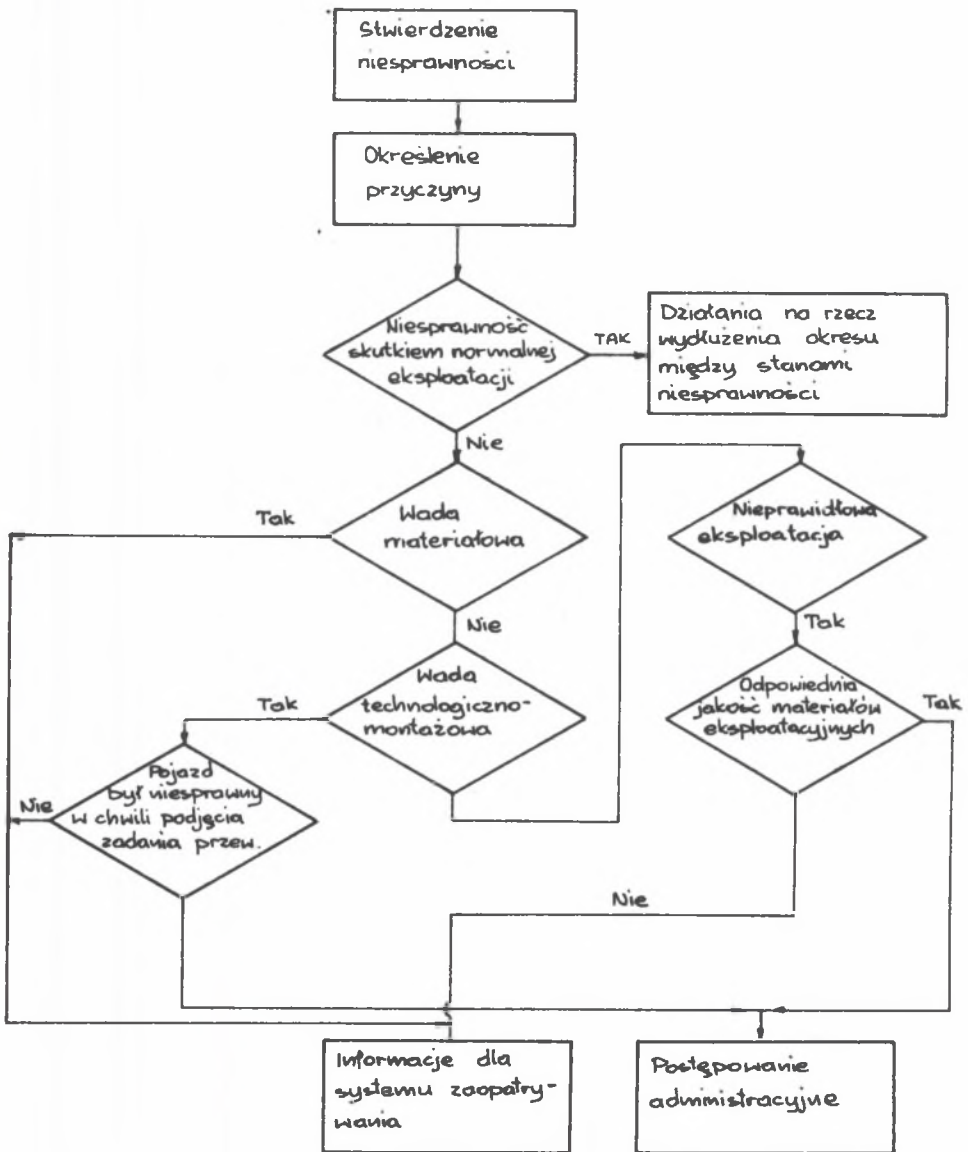 Stwierdzenie
niesprawności
Określenie
przyczyny
Niesprawność
skutkiem normalnej
eksploatacji
TAK
Działania na rzecz
wydłużenia okresu
między stanami
niesprawności
Nie
Wada
materiałowa
Tak
Nieprawidłowa
eksploatacja
Nie
Tak
Wada
technologiczno-
montażowa
Tak
Odpowiednia
jakość materiałów
eksploatacyjnych
Tak
Pojazd
był niesprawny
w chwili podjęcia
zadania przew.
Nie
Nie
Informacje dla
systemu zaopatry-
wania
Postępowanie
administracyjne